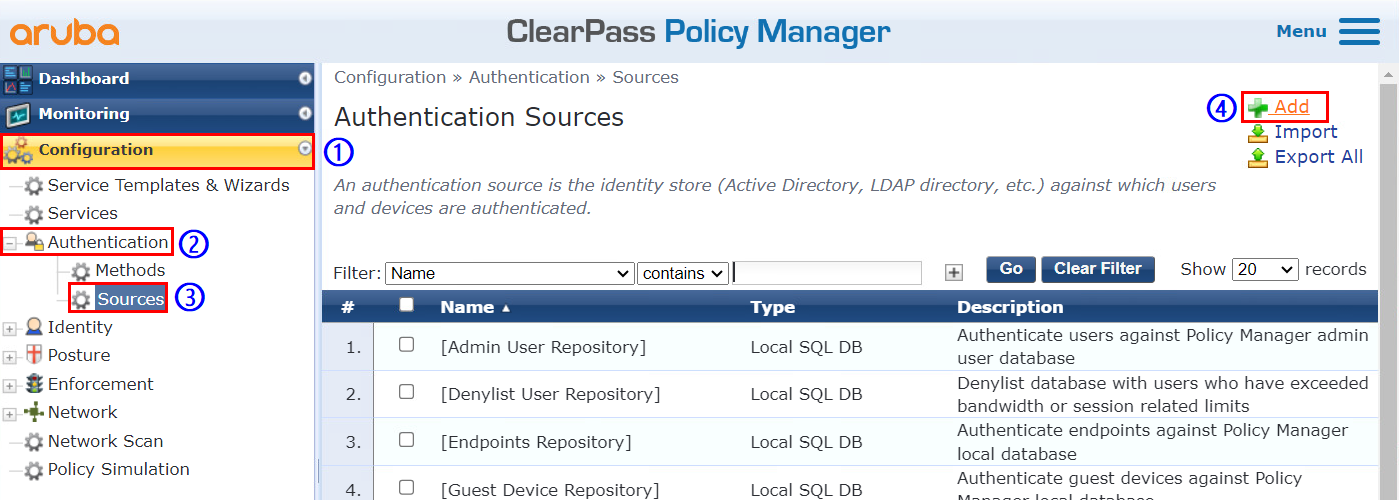 aruba
ClearPass Policy Manager
Menu
Dashboard
Monitoring
Configuration
1
Service Templates & Wizards
Services
Authentication
2
Methods
Sources
3
Identity
Posture
Enforcement
Network
Network Scan
Policy Simulation
Configuration » Authentication » Sources
Authentication Sources
4
Add
Import
Export All
An authentication source is the identity store (Active Directory, LDAP directory, etc.) against which users
and devices are authenticated.
Filter: Name contains Go Clear Filter Show 20 records
# Name ▲ Type Description
1. [Admin User Repository] Local SQL DB Authenticate users against Policy Manager admin
user database
2. [Denylist User Repository] Local SQL DB Denylist database with users who have exceeded
bandwidth or session related limits
3. [Endpoints Repository] Local SQL DB Authenticate endpoints against Policy Manager
local database
4. [Guest Device Repository] Local SQL DB Authenticate guest devices against Policy
Manager local database